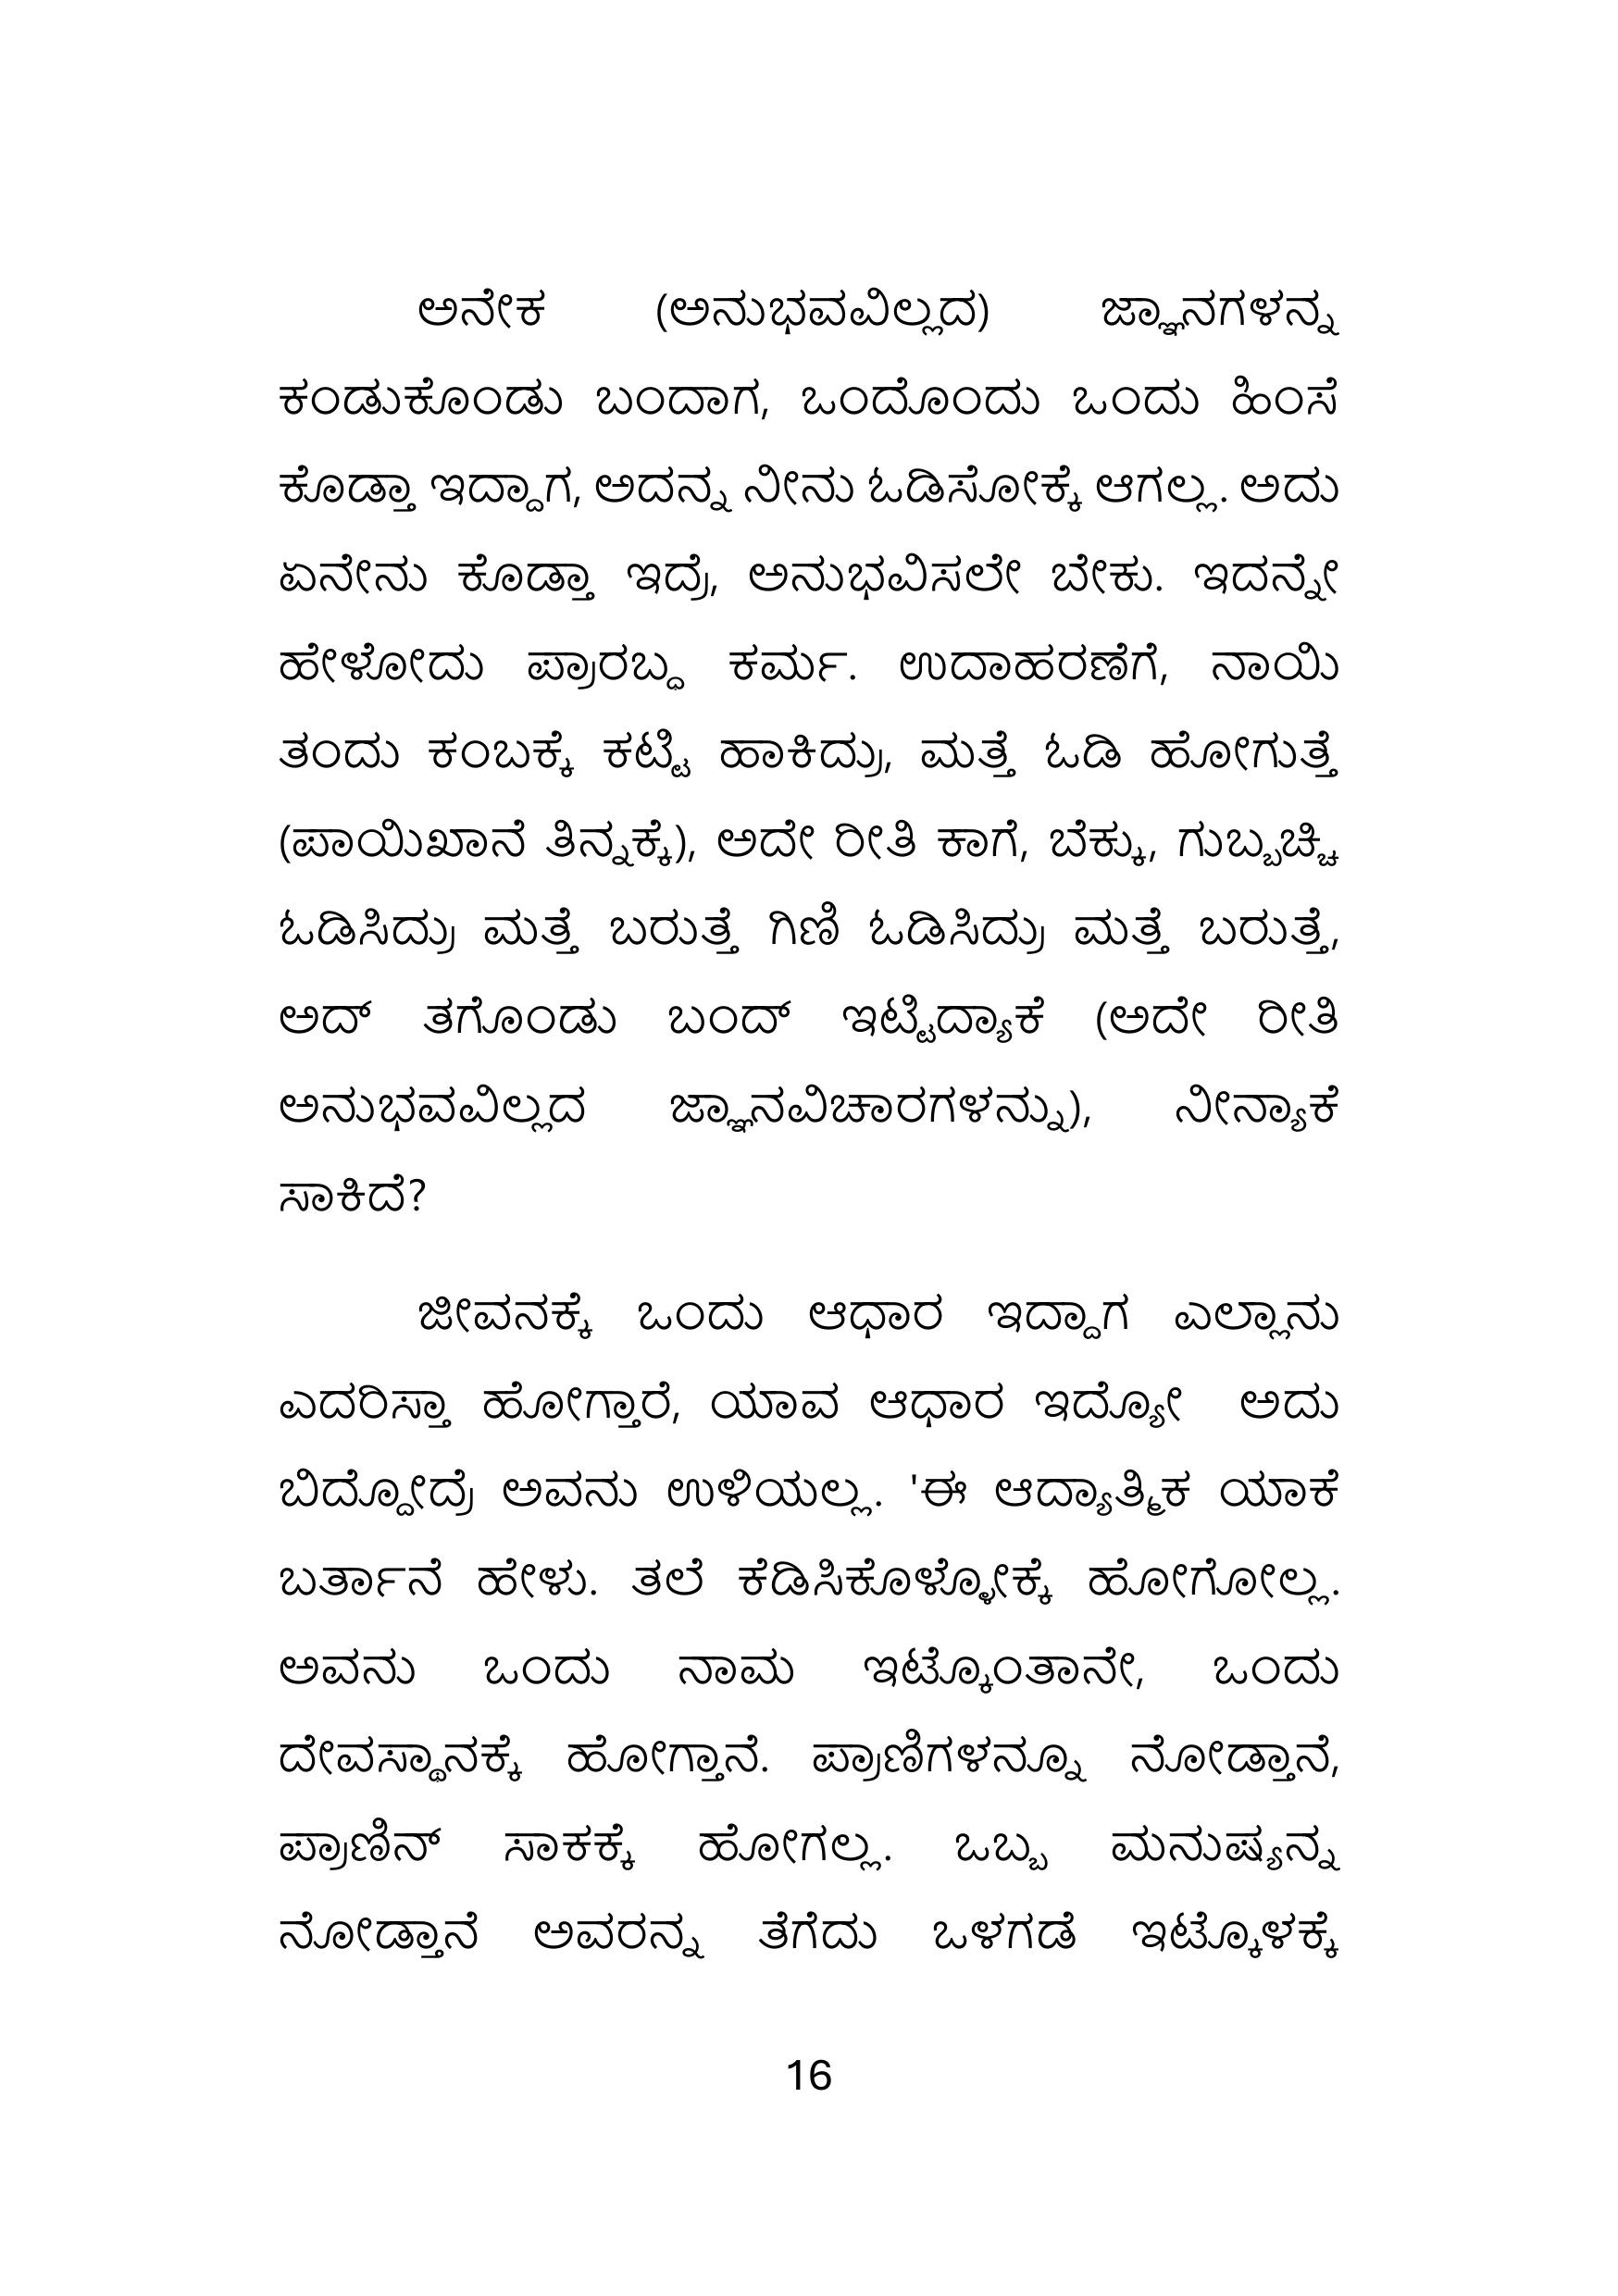 ಅನೇಕ (ಅನುಭವವಿಲ್ಲದ) ಜ್ಞಾನಗಳನ್ನ
ಕಂಡುಕೊಂಡು ಬಂದಾಗ, ಒಂದೊಂದು ಒಂದು ಹಿಂಸೆ
ಕೊಡ್ತಾ ಇದ್ದಾಗ, ಅದನ್ನ ನೀನು ಓಡಿಸೋಕ್ಕೆ ಆಗಲ್ಲ. ಅದು
ಏನೇನು ಕೊಡ್ತಾ ಇದ್ರೆ, ಅನುಭವಿಸಲೇ ಬೇಕು. ಇದನ್ನೇ
ಹೇಳೋದು ಪ್ರಾರಬ್ಧ ಕರ್ಮ. ಉದಾಹರಣೆಗೆ, ನಾಯಿ
ತಂದು ಕಂಬಕ್ಕೆ ಕಟ್ಟಿ ಹಾಕಿದ್ರು, ಮತ್ತೆ ಓಡಿ ಹೋಗುತ್ತೆ
(ಪಾಯಿಖಾನೆ ತಿನ್ನಕ್ಕೆ), ಅದೇ ರೀತಿ ಕಾಗೆ, ಬೆಕ್ಕು, ಗುಬ್ಬಚ್ಚಿ
ಓಡಿಸಿದ್ರು ಮತ್ತೆ ಬರುತ್ತೆ ಗಿಣಿ ಓಡಿಸಿದ್ರು ಮತ್ತೆ ಬರುತ್ತೆ,
ಅದ್ ತಗೊಂಡು ಬಂದ್ ಇಟ್ಟಿದ್ಯಾಕೆ (ಅದೇ ರೀತಿ
ಅನುಭವವಿಲ್ಲದ ಜ್ಞಾನವಿಚಾರಗಳನ್ನು), ನೀನ್ಯಾಕೆ
ಸಾಕಿದೆ?
ಜೀವನಕ್ಕೆ ಒಂದು ಆಧಾರ ಇದ್ದಾಗ ಎಲ್ಲಾನು
ಎದರಿಸ್ತಾ ಹೋಗ್ತಾರೆ, ಯಾವ ಆಧಾರ ಇದ್ಯೋ ಅದು
ಬಿದ್ದೋದ್ರೆ ಅವನು ಉಳಿಯಲ್ಲ. 'ಈ ಆದ್ಯಾತ್ಮಿಕ ಯಾಕೆ
ಬರ್ತಾನೆ ಹೇಳು. ತಲೆ ಕೆಡಿಸಿಕೊಳ್ಳೋಕ್ಕೆ ಹೋಗೋಲ್ಲ.
ಅವನು ಒಂದು ನಾಮ ಇಟ್ಕೊಂತಾನೇ, ಒಂದು
ದೇವಸ್ಥಾನಕ್ಕೆ ಹೋಗ್ತಾನೆ. ಪ್ರಾಣಿಗಳನ್ನೂ ನೋಡ್ತಾನೆ,
ಪ್ರಾಣಿನ್ ಸಾಕಕ್ಕೆ ಹೋಗಲ್ಲ. ಒಬ್ಬ ಮನುಷ್ಯನ್ನ
ನೋಡ್ತಾನೆ ಅವರನ್ನ ತೆಗೆದು ಒಳಗಡೆ ಇಟ್ಕೊಳಕ್ಕೆ
16